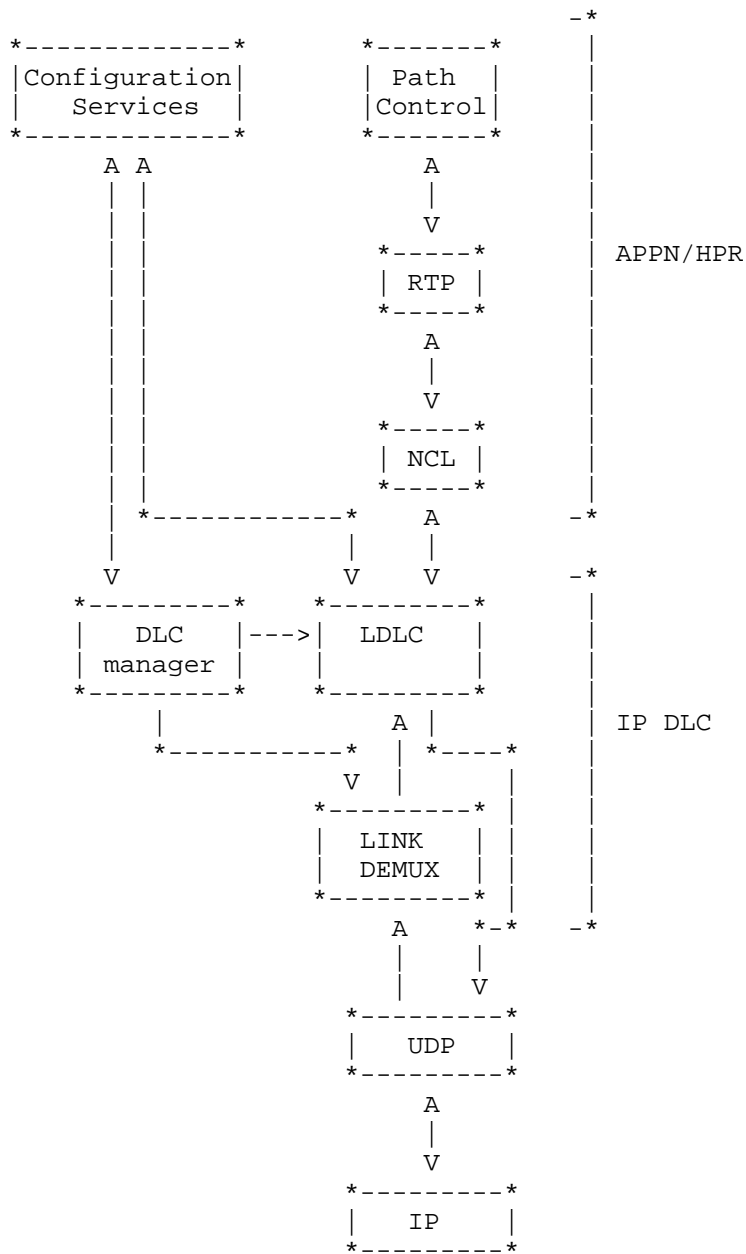 Configuration
Services
Path
Control
RTP
APPN/HPR
NCL
DLC
manager
LDLC
IP DLC
LINK
DEMUX
UDP
IP